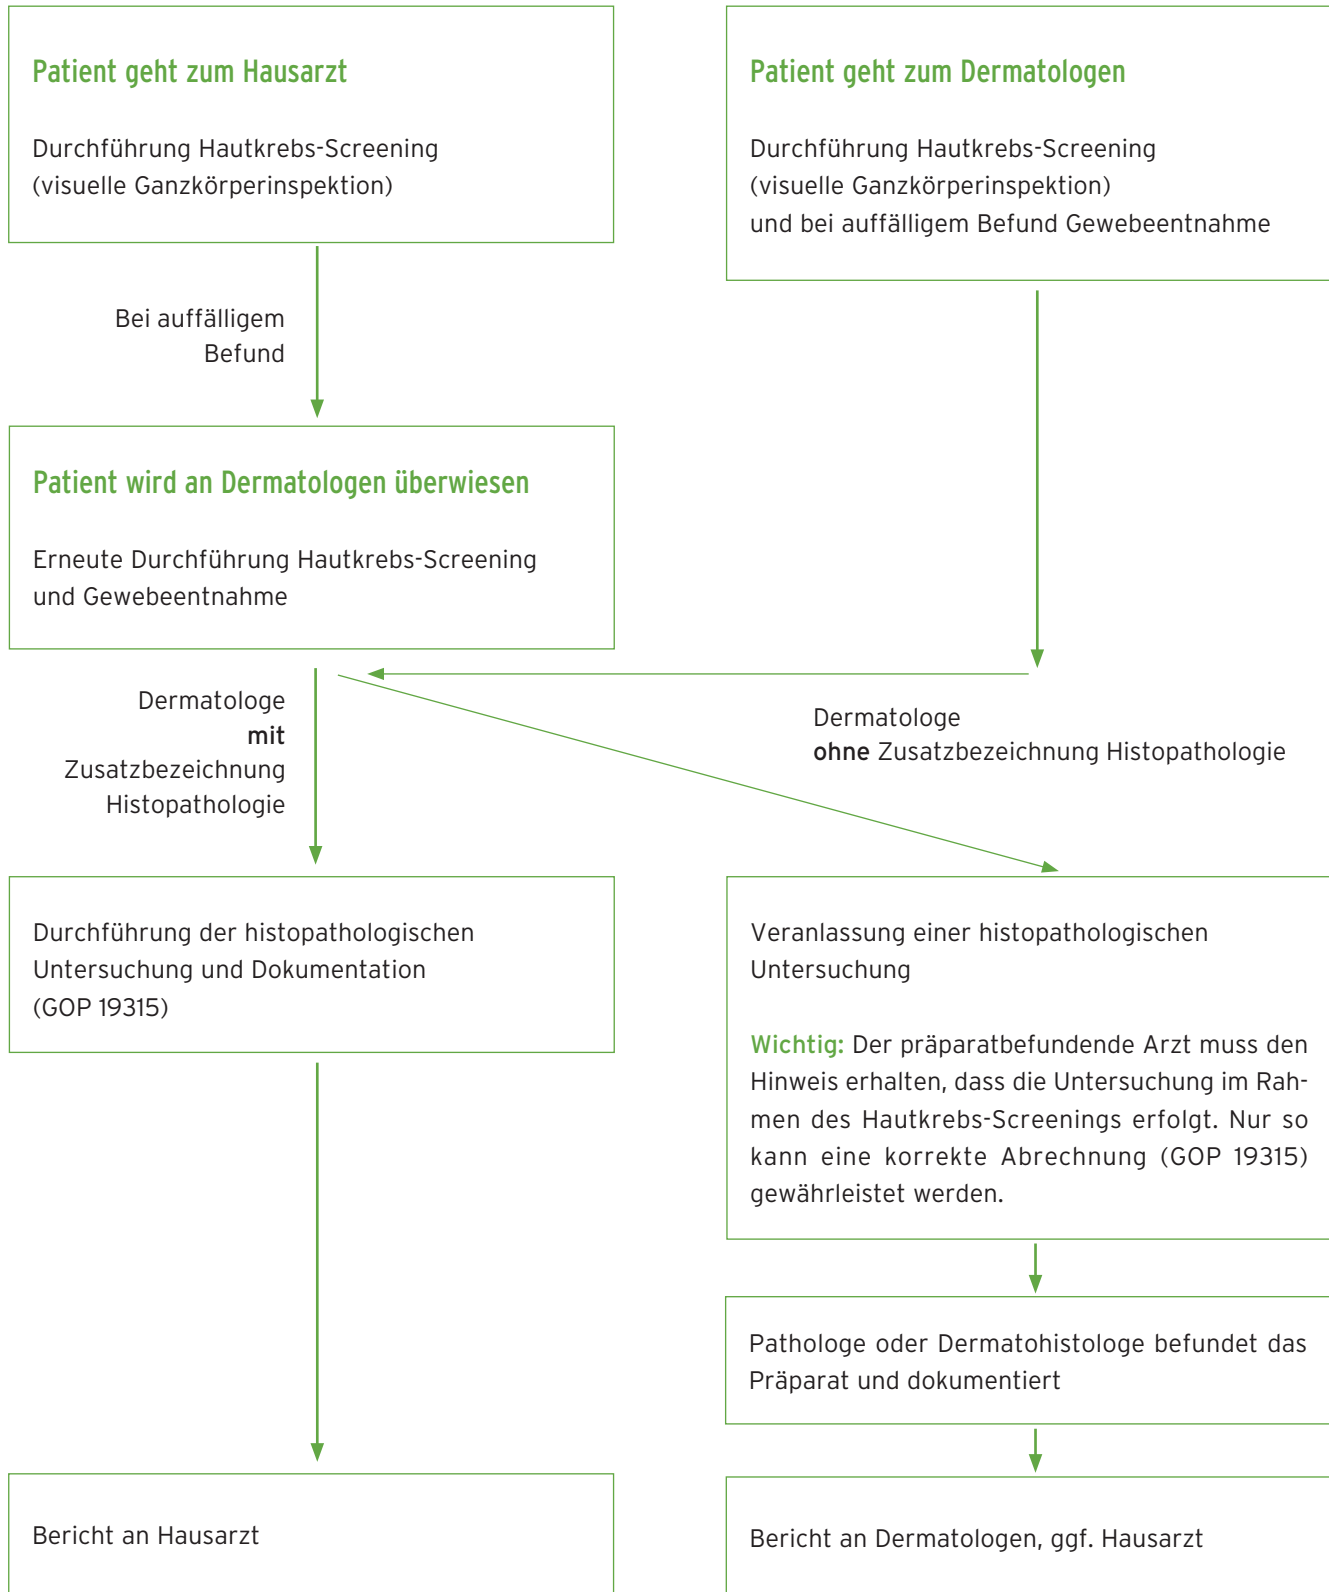 Patient geht zum Hausarzt
Durchführung Hautkrebs-Screening
(visuelle Ganzkörperinspektion)
Patient geht zum Dermatologen
Durchführung Hautkrebs-Screening
(visuelle Ganzkörperinspektion)
und bei auffälligem Befund Gewebeentnahme
Bei auffälligem
Befund
Patient wird an Dermatologen überwiesen
Erneute Durchführung Hautkrebs-Screening
und Gewebeentnahme
Dermatologe
mit
Zusatzbezeichnung
Histopathologie
Dermatologe
ohne Zusatzbezeichnung Histopathologie
Durchführung der histopathologischen
Untersuchung und Dokumentation
(GOP 19315)
Veranlassung einer histopathologischen
Untersuchung
Wichtig: Der präparatbefundende Arzt muss den
Hinweis erhalten, dass die Untersuchung im Rah-
men des Hautkrebs-Screenings erfolgt. Nur so
kann eine korrekte Abrechnung (GOP 19315)
gewährleistet werden.
Pathologe oder Dermatohistologe befundet das
Präparat und dokumentiert
Bericht an Hausarzt
Bericht an Dermatologen, ggf. Hausarzt